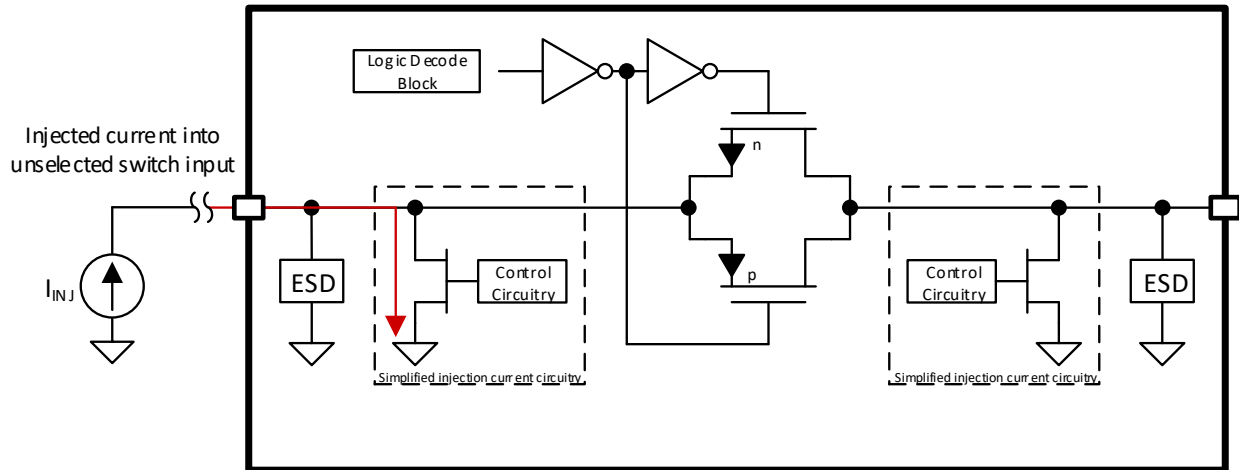 Logic Decode
Block
Injected current into
unselected switch input
n
p
I INJ
ESD
Control
Circuitry
Simplified injection current circuitry
Control
Circuitry
ESD
Simplified injection current circuitry